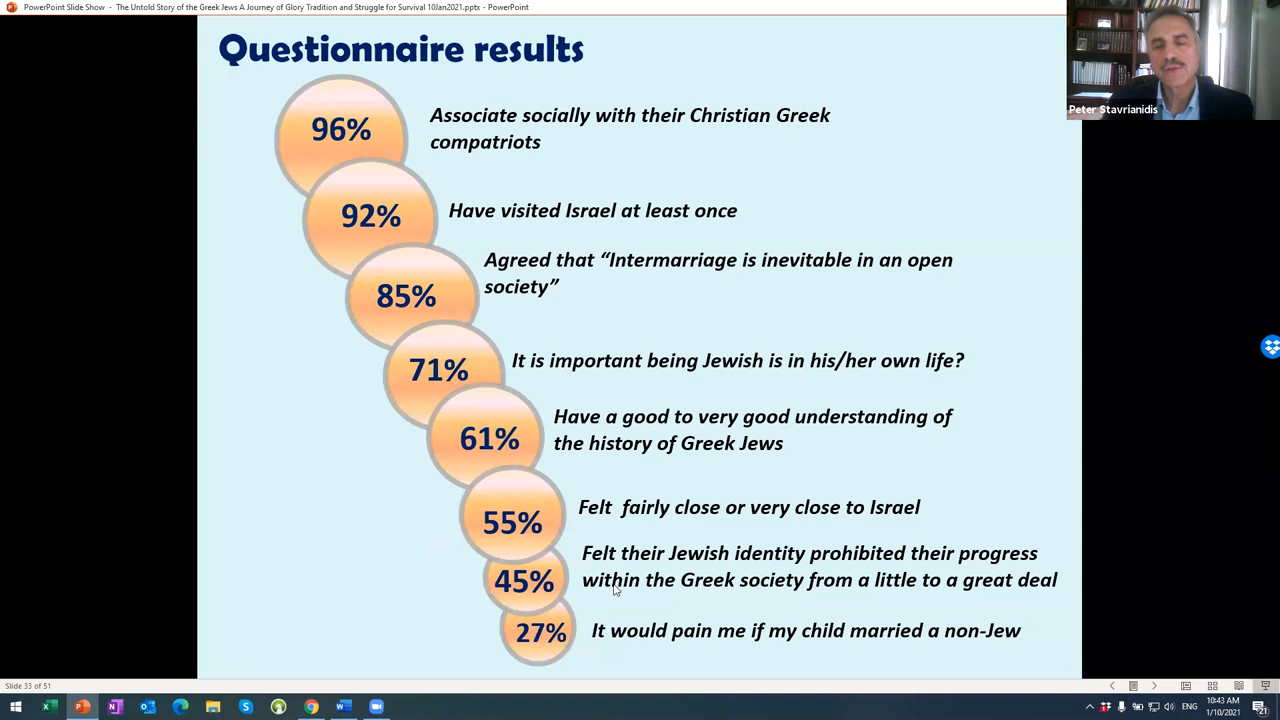 PowerPoint Slide Show - The Untold Story of the Greek Jews A Journey of Glory Tradition and Struggle for Survival 10Jan2021.pptx - PowerPoint
Questionnaire results
96%
Associate socially with their Christian Greek
compatriots
92%
Have visited Israel at least once
85%
Agreed that “Intermarriage is inevitable in an open
society”
71%
It is important being Jewish is in his/her own life?
61%
Have a good to very good understanding of
the history of Greek Jews
55%
Felt fairly close or very close to Israel
45%
Felt their Jewish identity prohibited their progress
within the Greek society from a little to a great deal
27%
It would pain me if my child married a non-Jew
Peter Stavrianidis
Slide 33 of 51
ENG
10:43 AM
1/10/2021
21